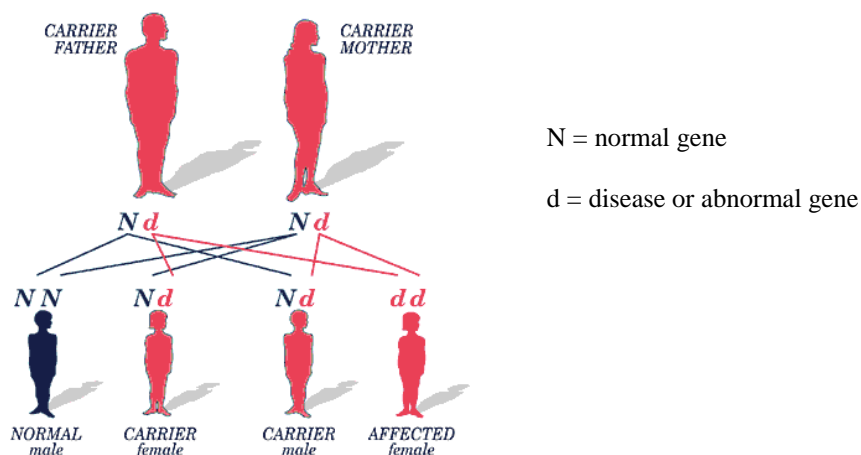 CARRIER
FATHER
CARRIER
MOTHER
N = normal gene
d = disease or abnormal gene
N d
N d
N N
N d
N d
d d
NORMAL
male
CARRIER
female
CARRIER
male
AFFECTED
female